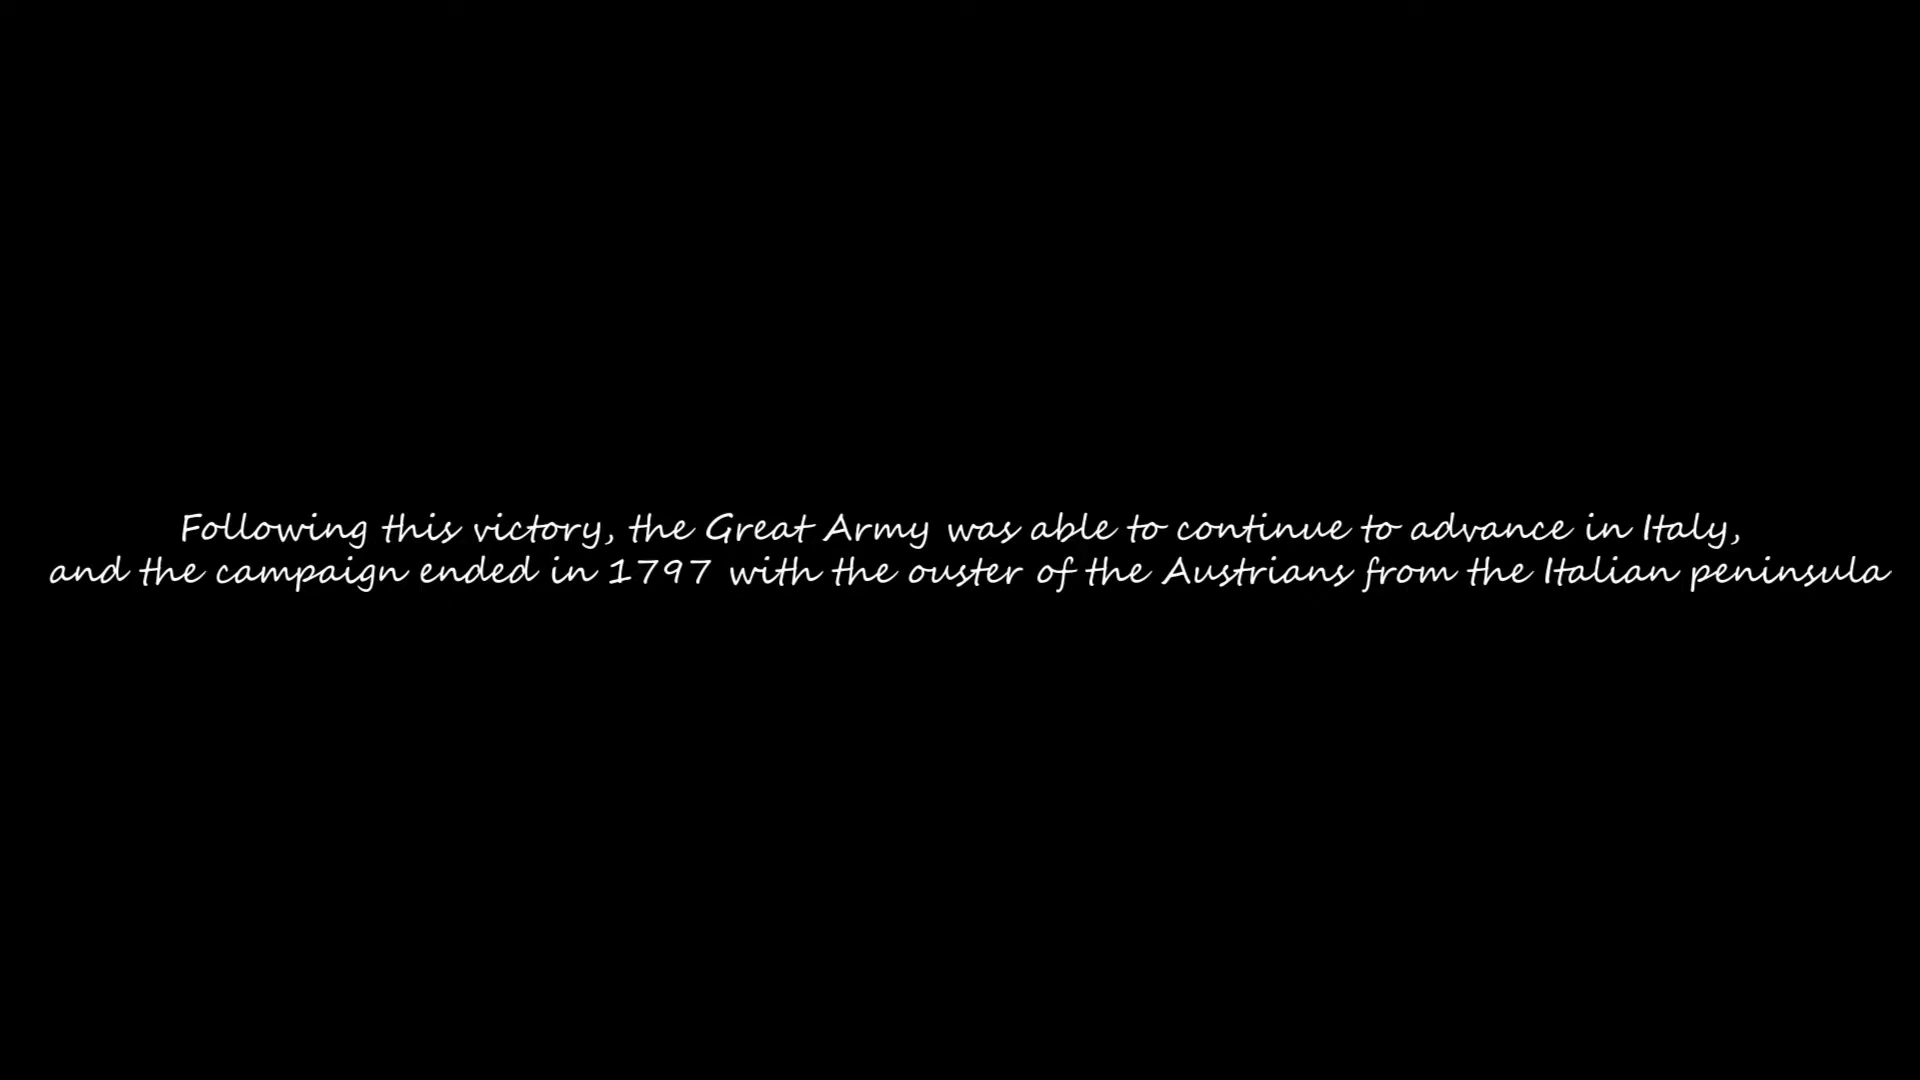 Following this victory, the Great Army was able to continue to advance in Italy,
and the campaign ended in 1797 with the ouster of the Austrians from the Italian peninsula